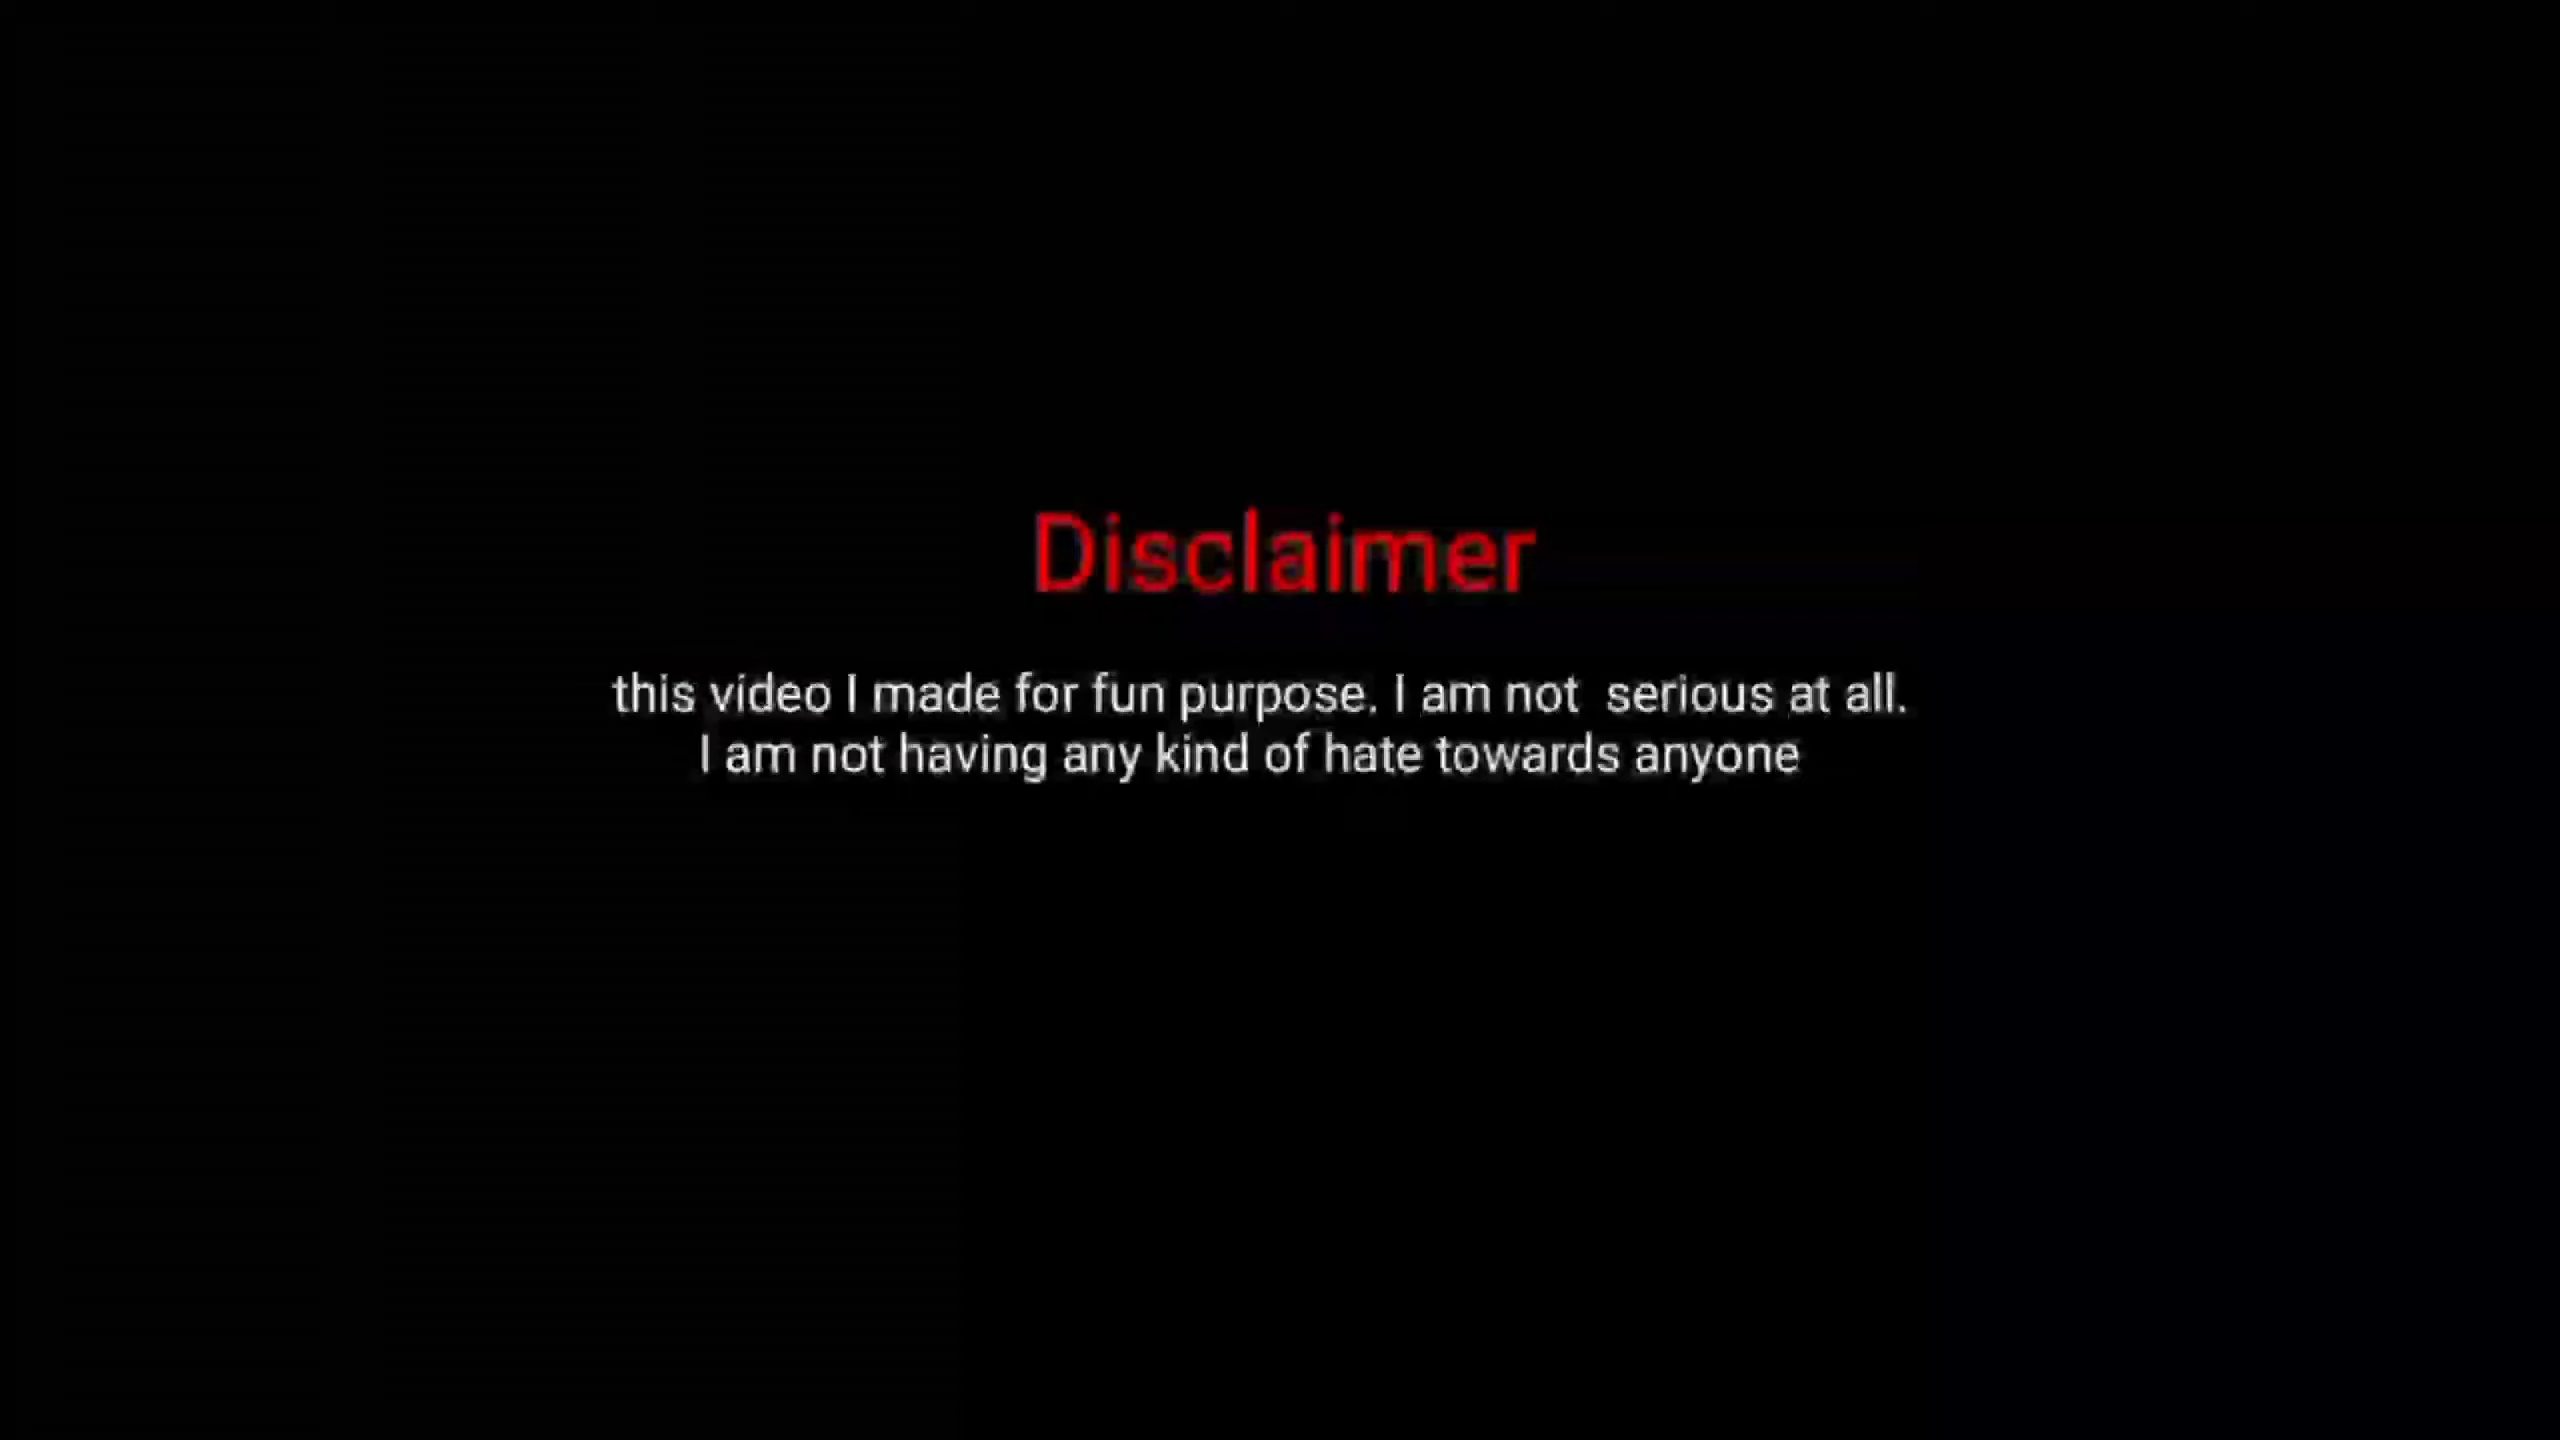 Disclaimer
this video I made for fun purpose. I am not  serious at all.
I am not having any kind of hate towards anyone